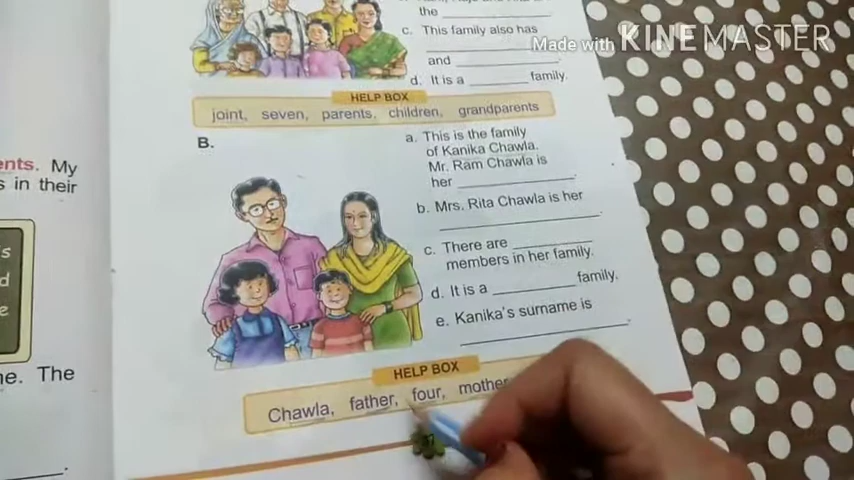 the
c. This family also has
Made with KINEMASTER
and
d. It is a family.
HELP BOX
joint, seven, parents, children, grandparents
B.
a. This is the family
of Kanika Chawla.
Mr. Ram Chawla is
her
b. Mrs. Rita Chawla is her
c. There are
members in her family.
d. It is a family.
e. Kanika's surname is
HELP BOX
Chawla, father, four, mother
My
s in their
The